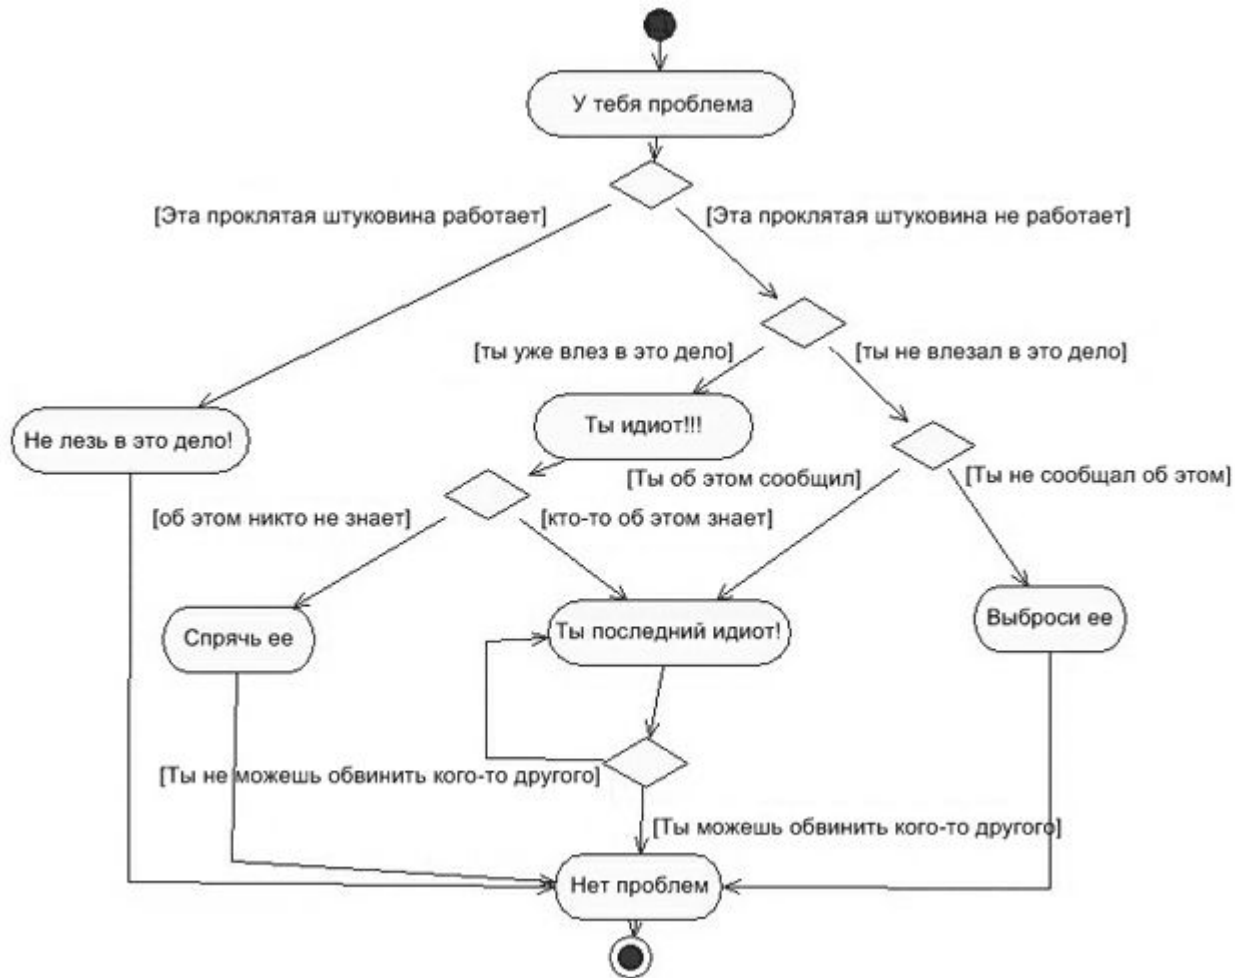 У тебя проблема
[Эта проклятая штуковина работает]
[Эта проклятая штуковина не работает]
[ты уже влез в это дело]
[ты не влезал в это дело]
Не лезь в это дело!
Ты идиот!!!
[Ты об этом сообщил]
[Ты не сообщал об этом]
[об этом никто не знает]
[кто-то об этом знает]
Спрячь ее
Ты последний идиот!
Выброси ее
[Ты не можешь обвинить кого-то другого]
[Ты можешь обвинить кого-то другого]
Нет проблем